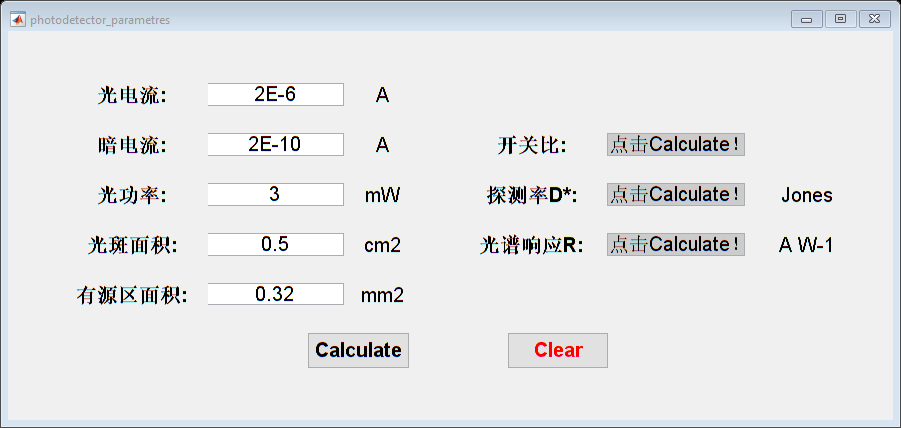 photodetector_parametres
光电流: 2E-6 A
暗电流: 2E-10 A 开关比: 点击Calculate！
光功率: 3 mW 探测率D*: 点击Calculate！ Jones
光斑面积: 0.5 cm2 光谱响应R: 点击Calculate！ A W-1
有源区面积: 0.32 mm2
Calculate Clear